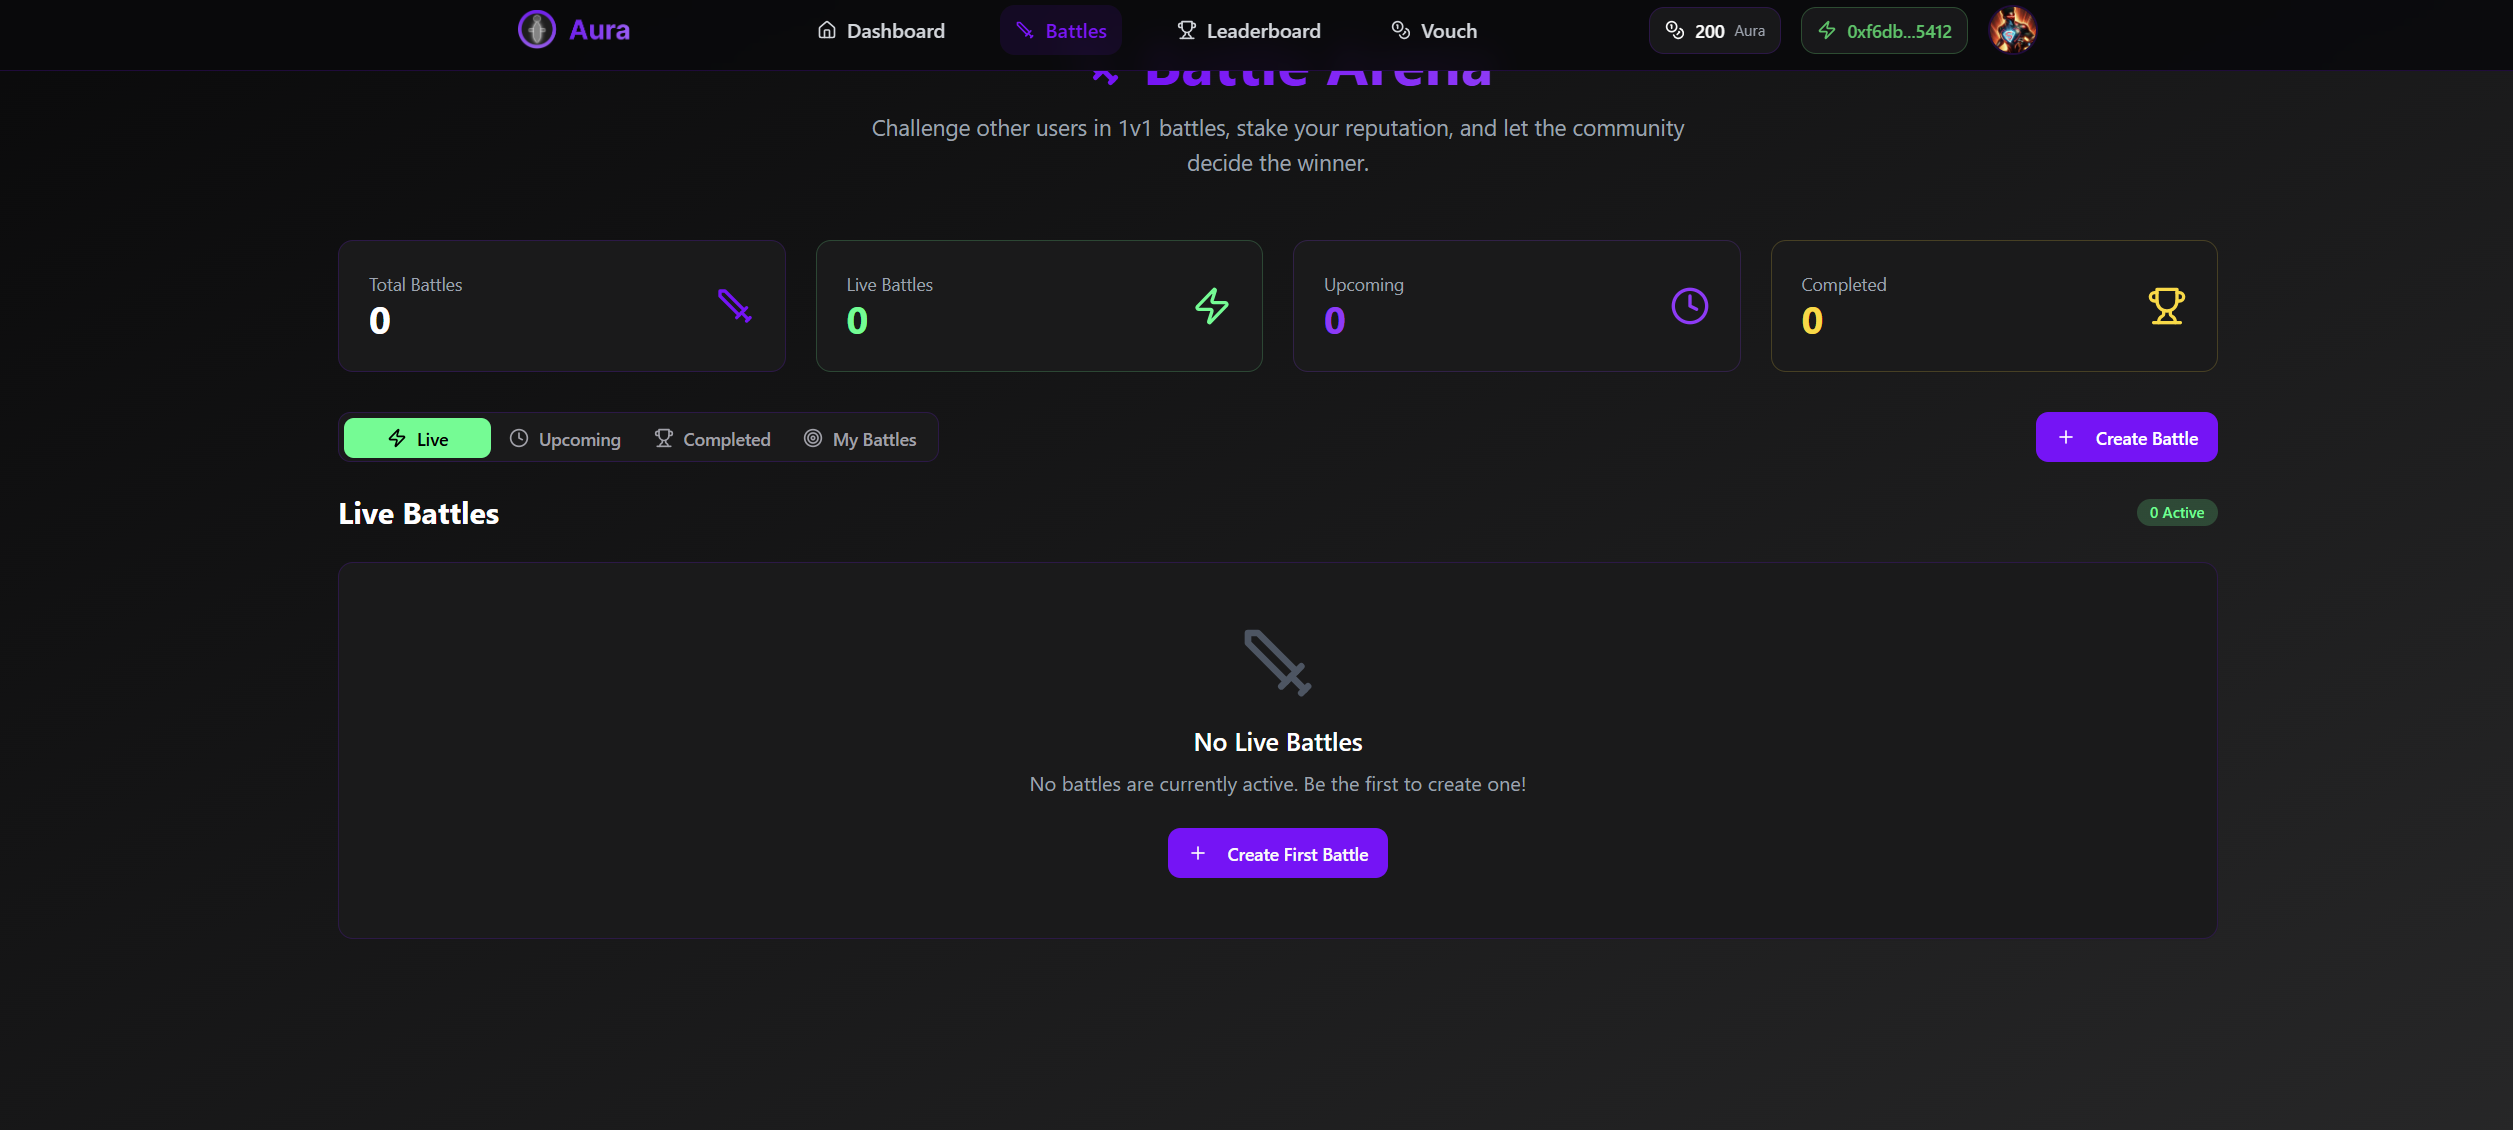 Aura
Dashboard
Battles
Leaderboard
Vouch
200 Aura
0xf6db...5412
Battle Arena
Challenge other users in 1v1 battles, stake your reputation, and let the community
decide the winner.
Total Battles
0
Live Battles
0
Upcoming
0
Completed
0
Live
Upcoming
Completed
My Battles
Create Battle
Live Battles
0 Active
No Live Battles
No battles are currently active. Be the first to create one!
Create First Battle